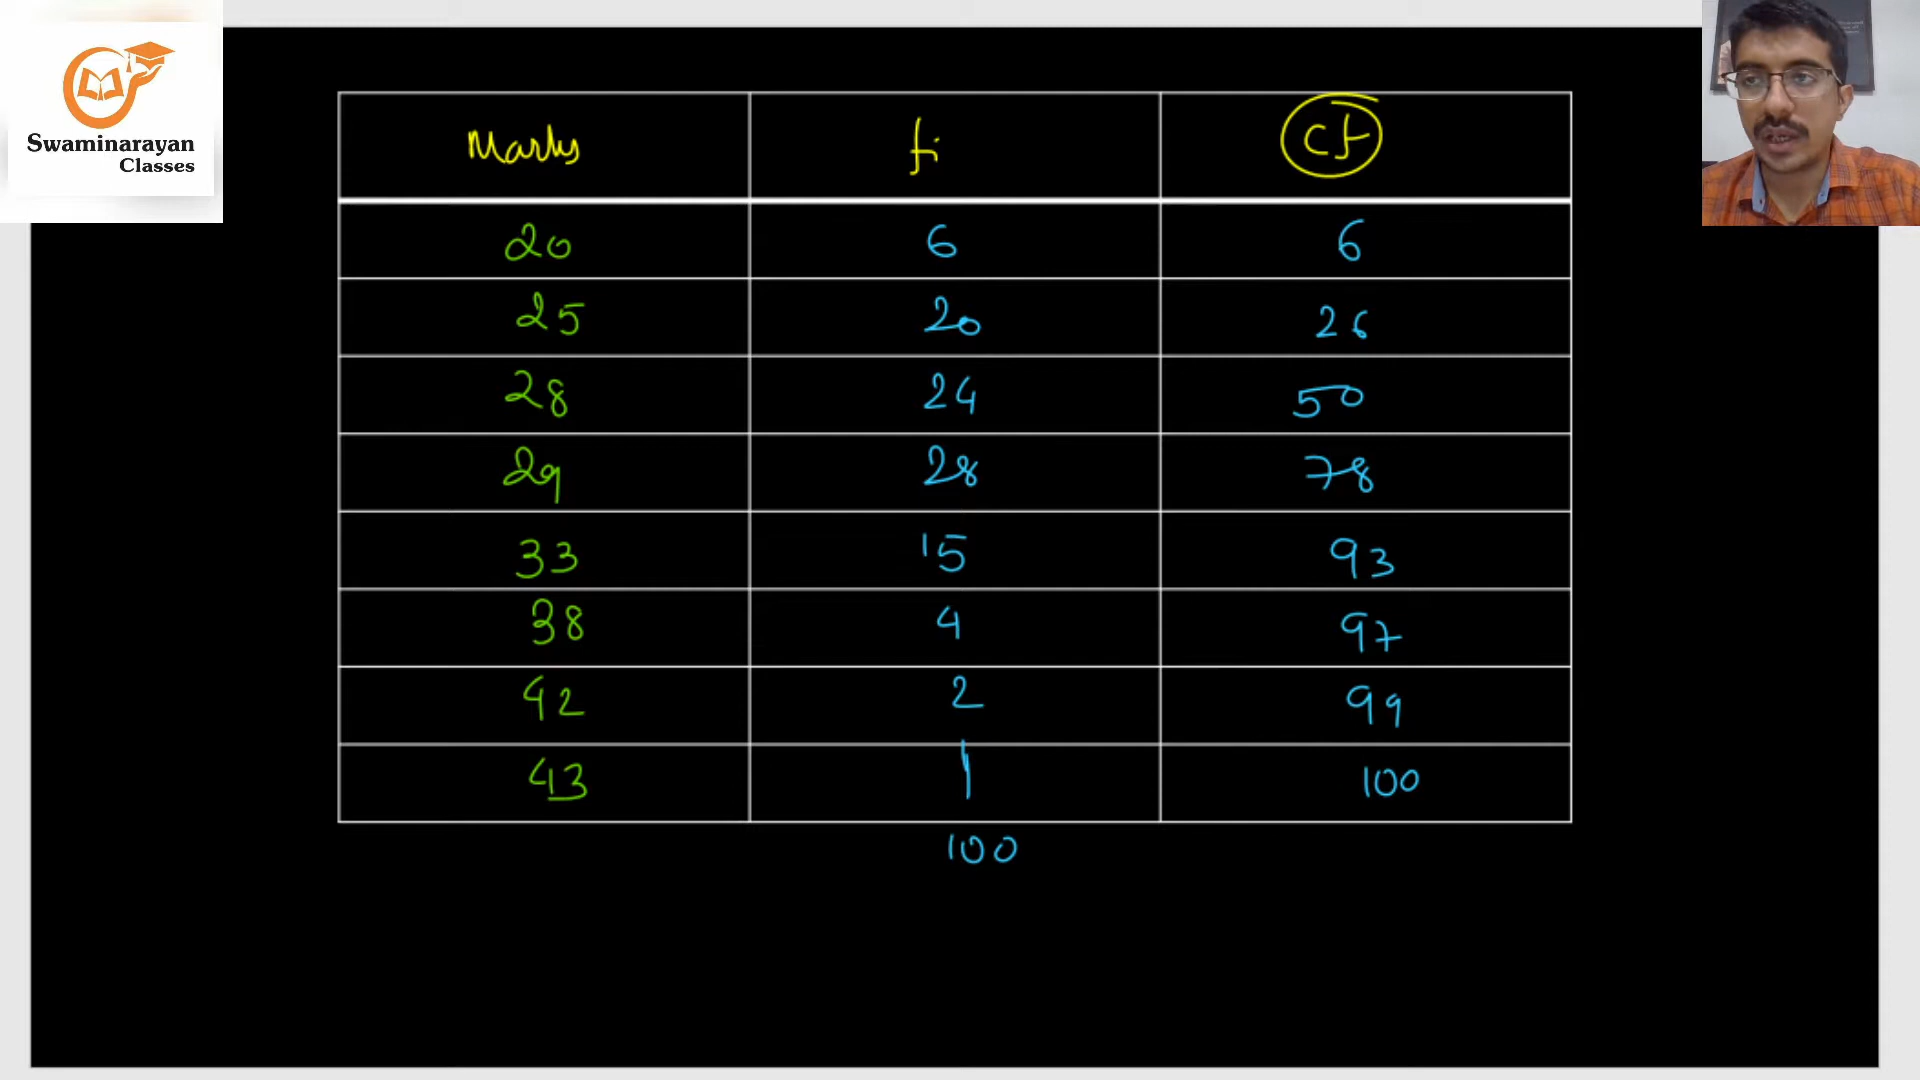 Swaminarayan
Classes
Marks fi cf
20 6 6
25 20 26
28 24 50
29 28 78
33 15 93
38 4 97
42 2 99
43 1 100
100